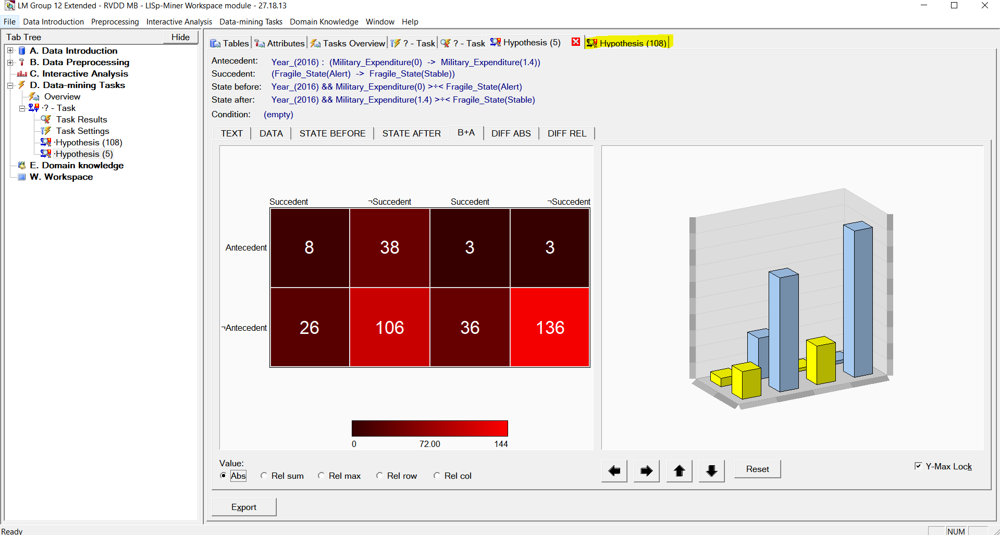 LM Group 12 Extended - RVDD MB - LISp-Miner Workspace module - 27.18.13
File Data Introduction Preprocessing Interactive Analysis Data-mining Tasks Domain Knowledge Window Help
Tab Tree Hide
A. Data Introduction
B. Data Preprocessing
C. Interactive Analysis
D. Data-mining Tasks
Overview
·? - Task
Task Results
Task Settings
·Hypothesis (108)
·Hypothesis (5)
E. Domain knowledge
W. Workspace
Tables Attributes Tasks Overview ? - Task ? - Task Hypothesis (5) Hypothesis (108)
Antecedent: Year_(2016) : (Military_Expenditure(0) -> Military_Expenditure(1.4))
Succedent: (Fragile_State(Alert) -> Fragile_State(Stable))
State before: Year_(2016) && Military_Expenditure(0) >÷< Fragile_State(Alert)
State after: Year_(2016) && Military_Expenditure(1.4) >÷< Fragile_State(Stable)
Condition: (empty)
TEXT DATA STATE BEFORE STATE AFTER B+A DIFF ABS DIFF REL
Succedent ¬Succedent Succedent ¬Succedent
Antecedent 8 38 3 3
¬Antecedent 26 106 36 136
0 72.00 144
Value:
Abs Rel sum Rel max Rel row Rel col
Reset
Y-Max Lock
Export
Ready
NUM